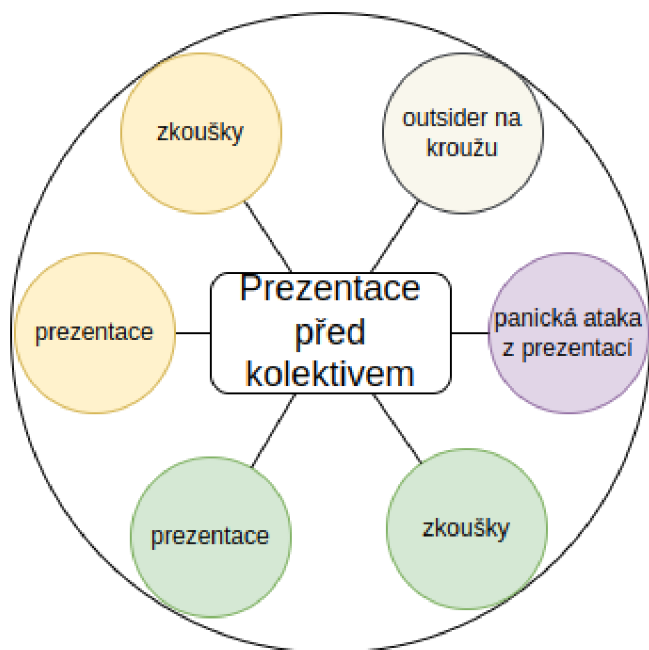 zkoušky
outsider na
kroužu
prezentace
Prezentace
před
kolektivem
panická ataka
z prezentací
prezentace
zkoušky